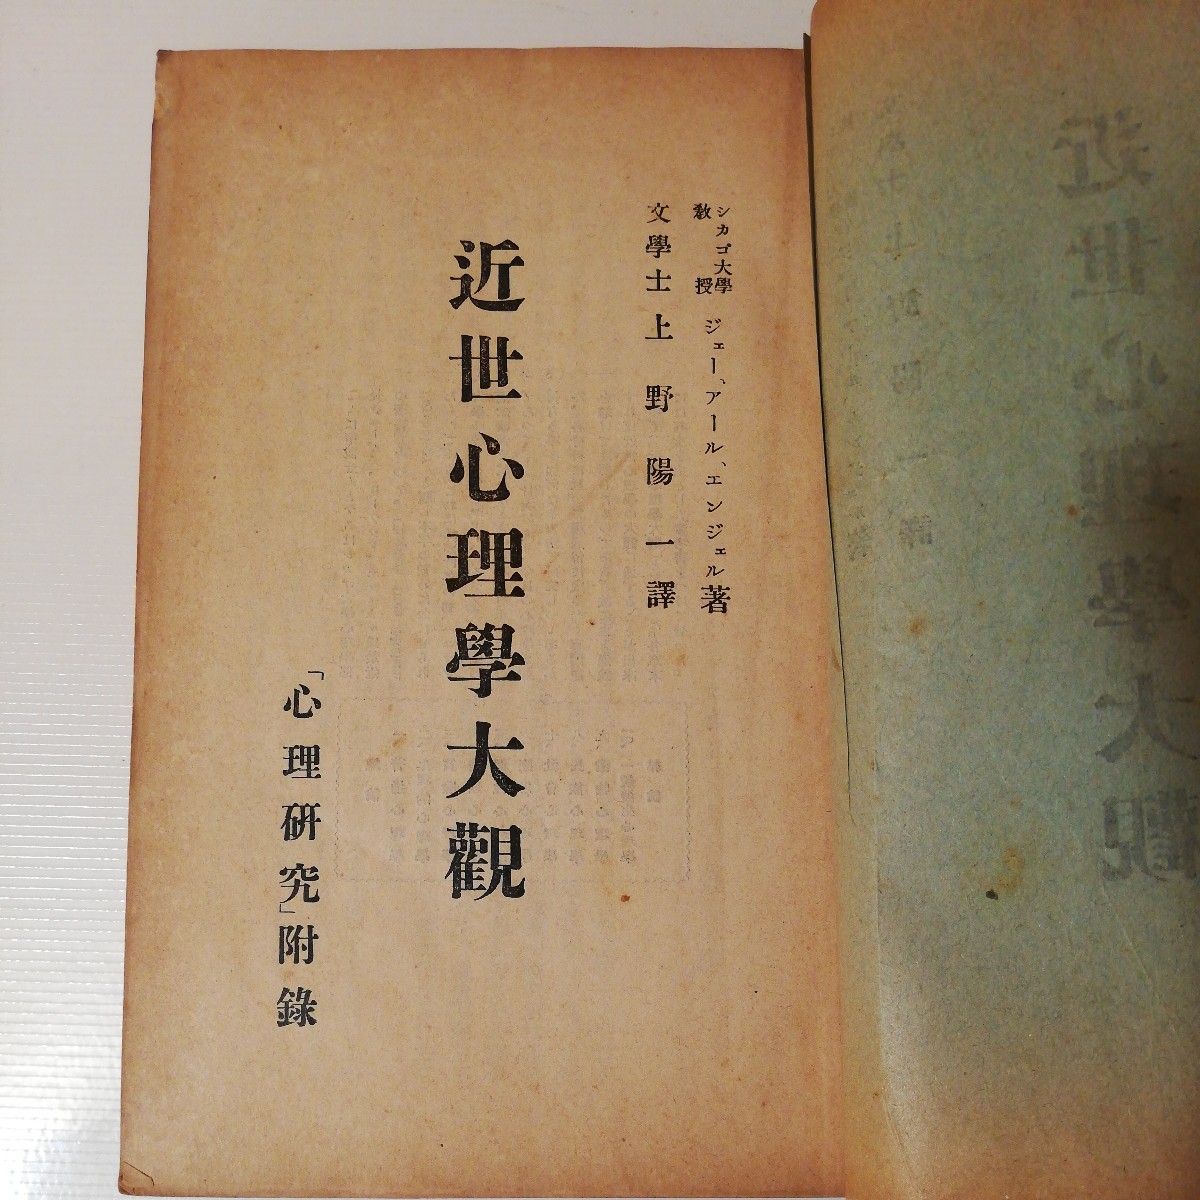 シカゴ大學
教授 ジェー、アール、エンジェル著
文學士 上野陽一譯
近世心理學大觀
「心理研究」附錄